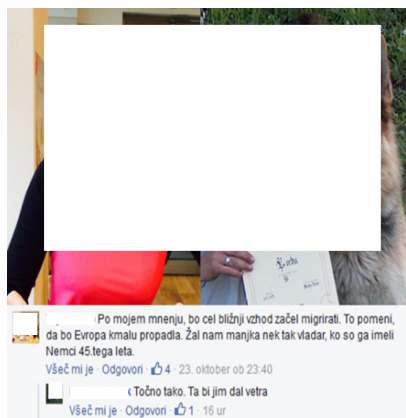 Po mojem mnenju, bo cel bližnji vzhod začel migrirati. To pomeni,
da bo Evropa kmalu propadla. Žal nam manjka nek tak vladar, ko so ga imeli
Nemci 45.tega leta.
Všeč mi je · Odgovori · 4 · 23. oktober ob 23:40
Točno tako. Ta bi jim dal vetra
Všeč mi je · Odgovori · 1 · 16 ur